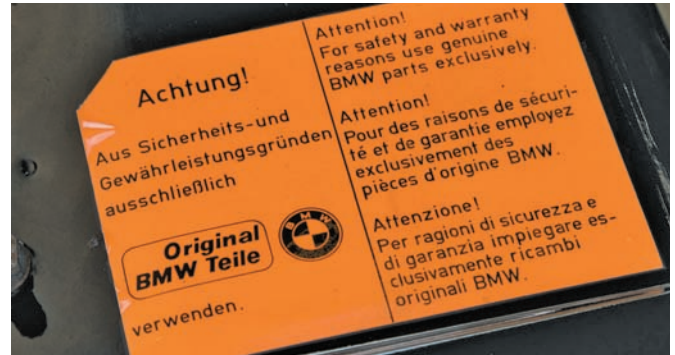 Achtung!
Aus Sicherheits-und
Gewährleistungsgründen
ausschließlich
Original
BMW Teile
BMW
verwenden.
Attention!
For safety and warranty
reasons use genuine
BMW parts exclusively.
Attention!
Pour des raisons de sécuri-
té et de garantie employez
exclusivement des
pièces d'origine BMW.
Attenzione!
Per ragioni di sicurezza e
di garanzia impiegare es-
clusivamente ricambi
originali BMW.